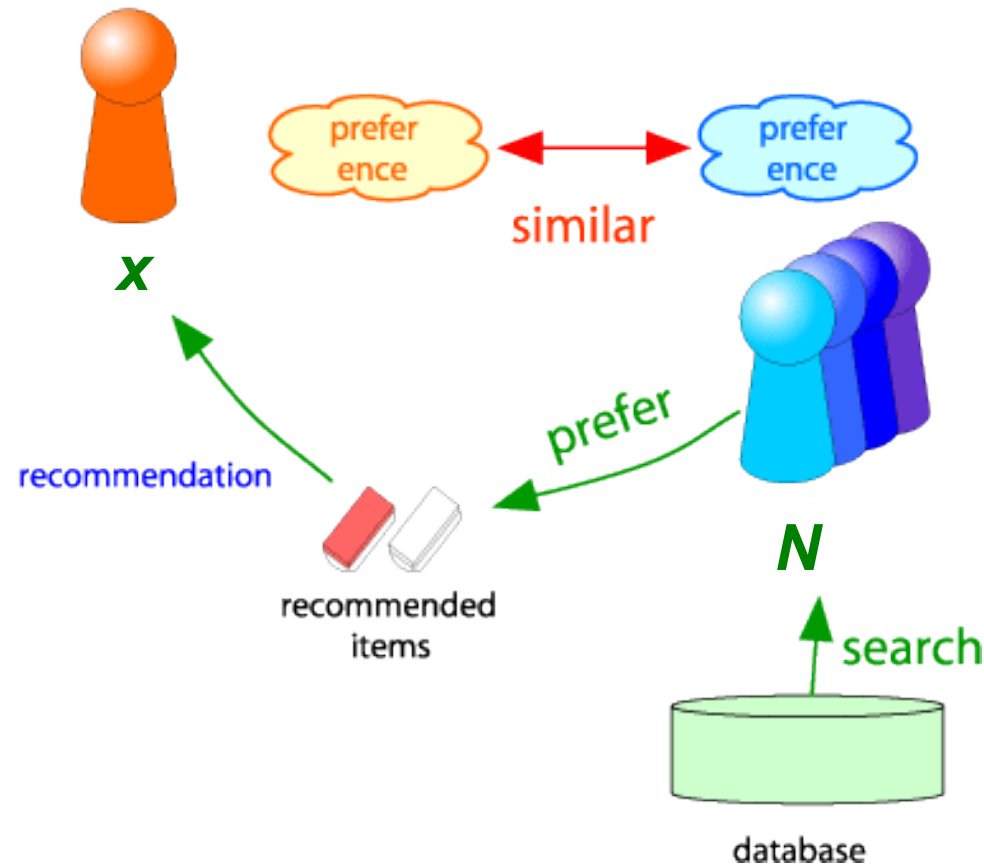 prefer
ence
prefer
ence
similar
x
prefer
recommendation
N
recommended
items
search
database